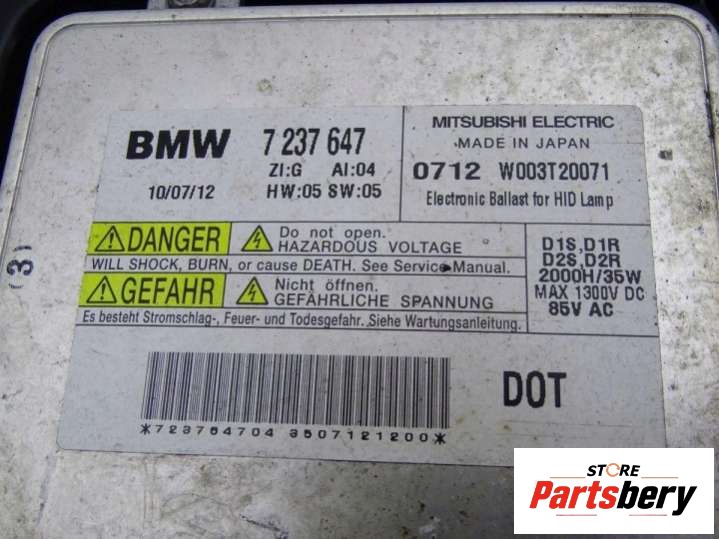 BMW 7 237 647
ZI:G AI:04
10/07/12 HW:05 SW:05
MITSUBISHI ELECTRIC
MADE IN JAPAN
0712 W003T20071
Electronic Ballast for HID Lamp
DANGER Do not open.
HAZARDOUS VOLTAGE
WILL SHOCK, BURN, or cause DEATH. See Service Manual.
GEFAHR Nicht öffnen.
GEFÄHRLICHE SPANNUNG
Es besteht Stromschlag-, Feuer- und Todesgefahr. Siehe Wartungsanleitung.
D1S,D1R
D2S,D2R
2000H/35W
MAX 1300V DC
85V AC
*723764704 3507121200*
DOT
(3)
STORE
Partsbery